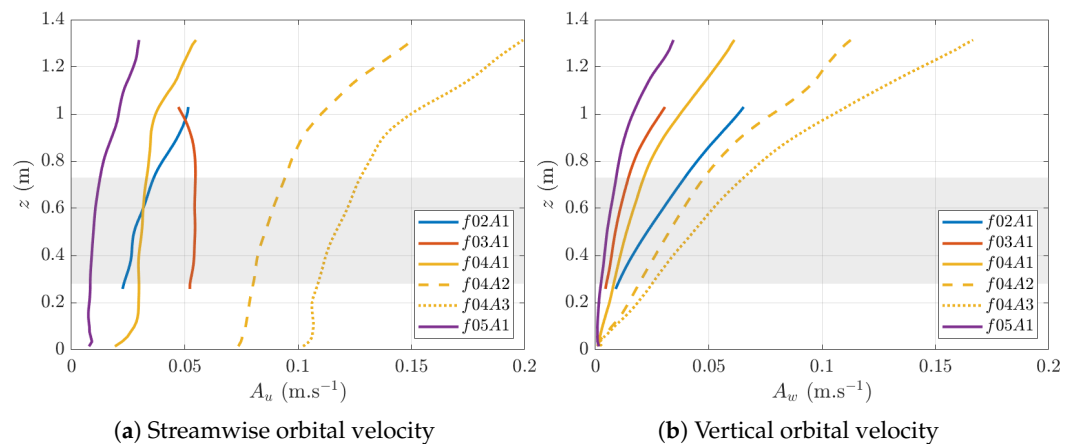 1.4
1.2
1
0.8
0.6
0.4
0.2
0
z (m)
0 0.05 0.1 0.15 0.2
A_u (m.s⁻¹)
f02A1
f03A1
f04A1
f04A2
f04A3
f05A1
(a) Streamwise orbital velocity
1.4
1.2
1
0.8
0.6
0.4
0.2
0
z (m)
0 0.05 0.1 0.15 0.2
A_w (m.s⁻¹)
f02A1
f03A1
f04A1
f04A2
f04A3
f05A1
(b) Vertical orbital velocity